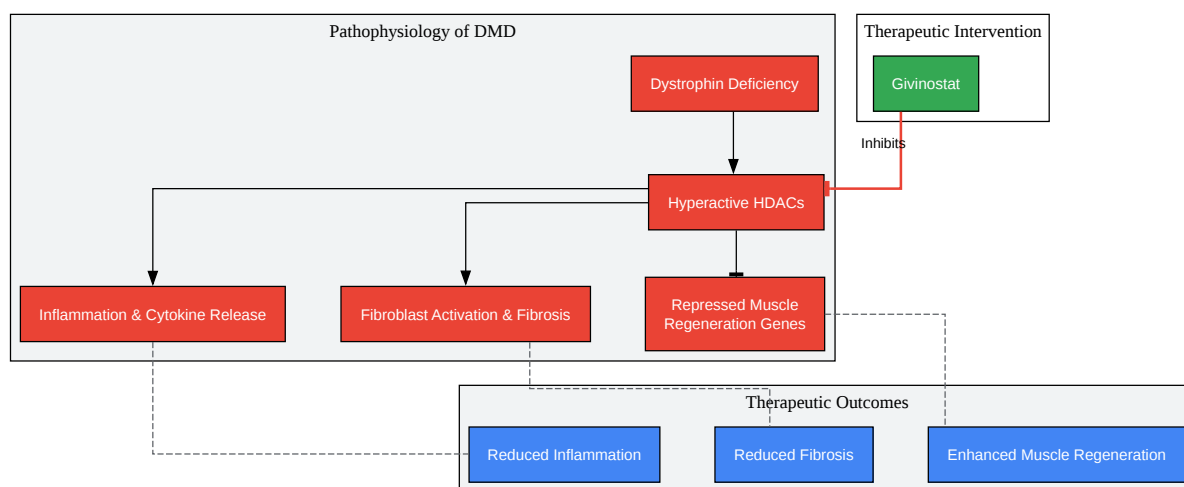 Pathophysiology of DMD
Therapeutic Intervention
Dystrophin Deficiency
Givinostat
Inhibits
Hyperactive HDACs
Inflammation & Cytokine Release
Fibroblast Activation & Fibrosis
Repressed Muscle
Regeneration Genes
Therapeutic Outcomes
Reduced Inflammation
Reduced Fibrosis
Enhanced Muscle Regeneration